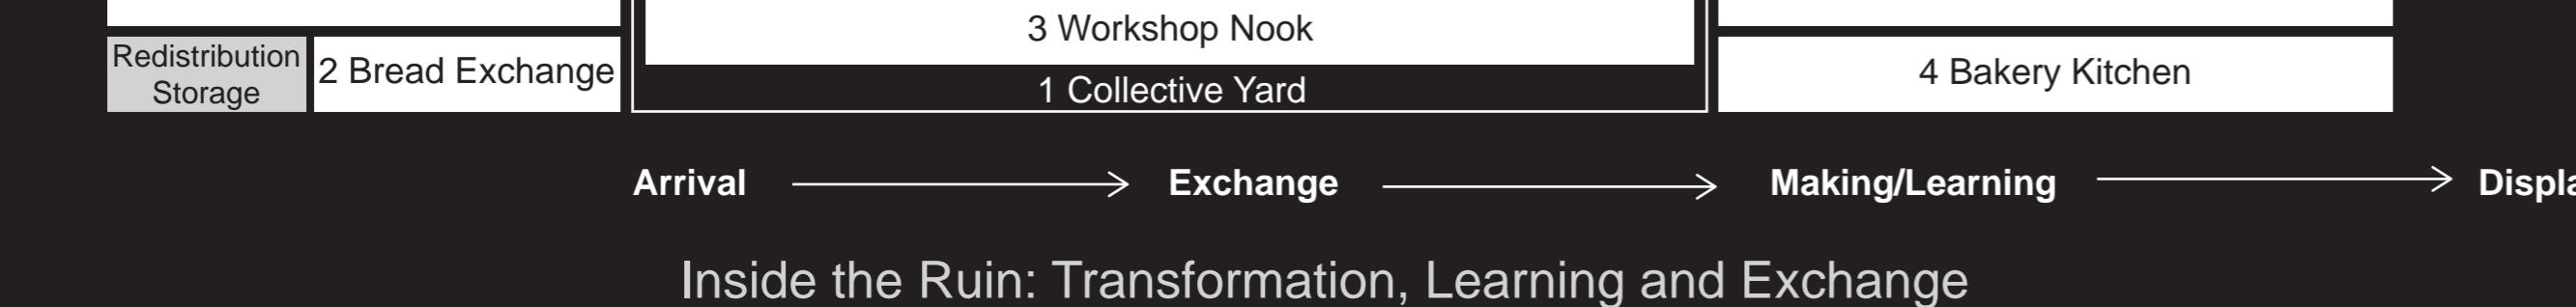 3 Workshop Nook
Redistribution
Storage
2 Bread Exchange
1 Collective Yard
4 Bakery Kitchen
Arrival
Exchange
Making/Learning
Inside the Ruin: Transformation, Learning and Exchange